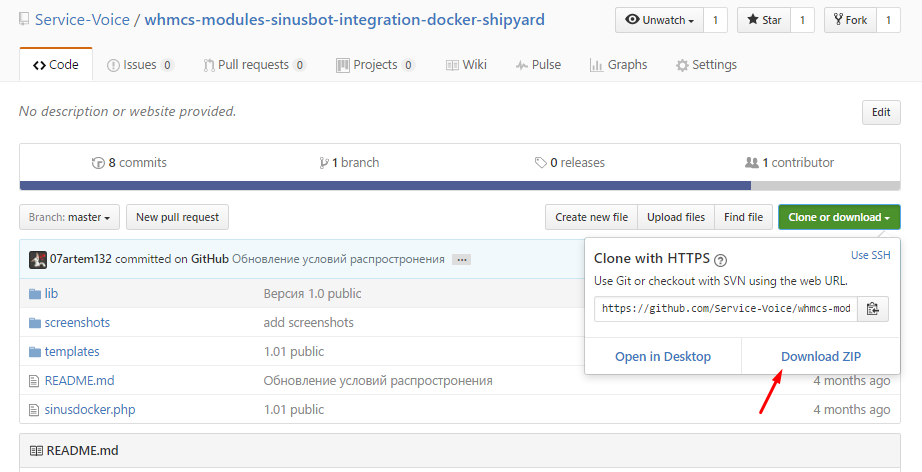 Service-Voice / whmcs-modules-sinusbot-integration-docker-shipyard
Unwatch 1 Star 1 Fork 1
Code Issues 0 Pull requests 0 Projects 0 Wiki Pulse Graphs Settings
No description or website provided. Edit
8 commits 1 branch 0 releases 1 contributor
Branch: master New pull request Create new file Upload files Find file Clone or download
07artem132 committed on GitHub Обновление условий распространения ...
lib Версия 1.0 public
screenshots add screenshots
templates 1.01 public
README.md Обновление условий распростронения 4 months ago
sinusdocker.php 1.01 public 4 months ago
Clone with HTTPS ? Use SSH
Use Git or checkout with SVN using the web URL.
https://github.com/Service-Voice/whmcs-mod
Open in Desktop Download ZIP
README.md